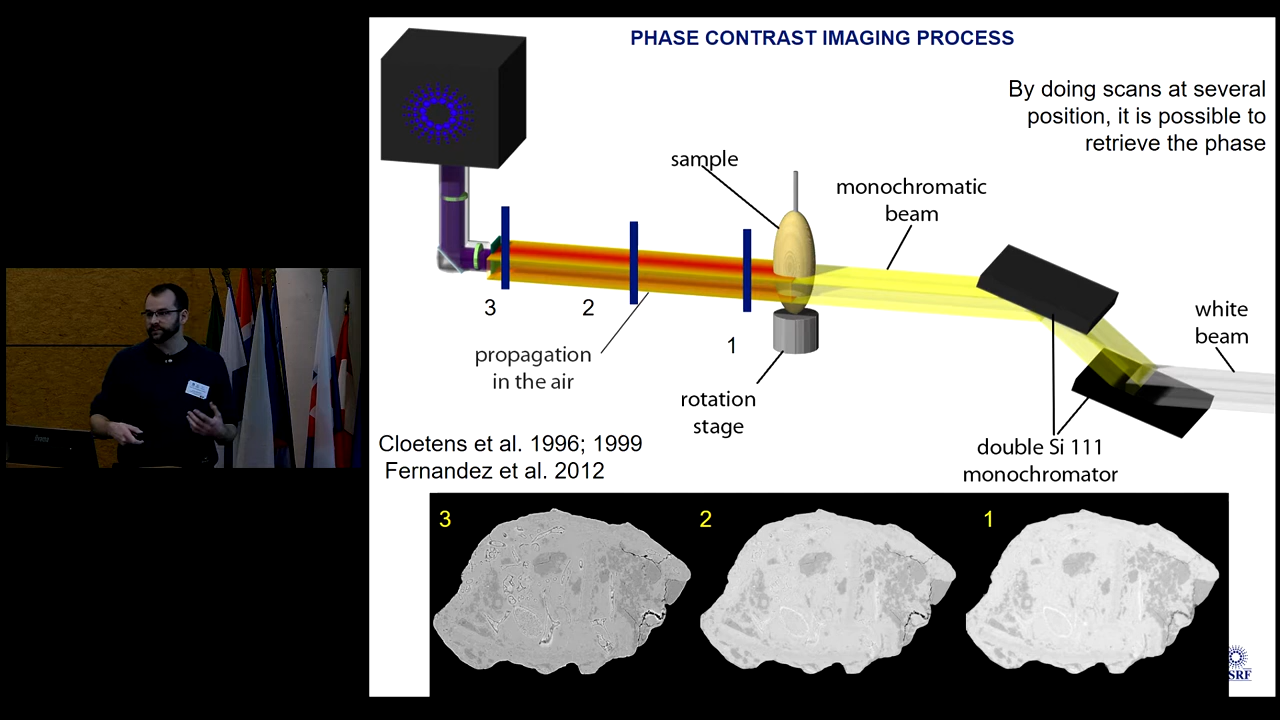 PHASE CONTRAST IMAGING PROCESS
By doing scans at several
position, it is possible to
retrieve the phase
sample
monochromatic
beam
white
beam
3
2
1
propagation
in the air
rotation
stage
double Si 111
monochromator
Cloetens et al. 1996; 1999
Fernandez et al. 2012
3
2
1
SRF